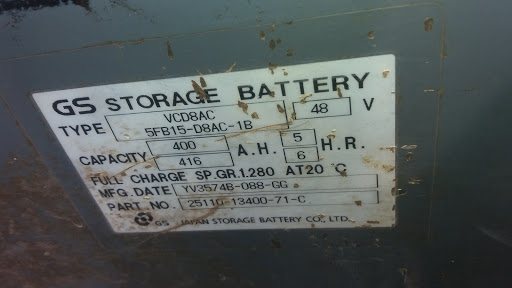 GS STORAGE BATTERY
TYPE VCD8AC 48 V
5FB15-D8AC-1B
CAPACITY 400 A.H. 5 H.R.
416 6
FULL CHARGE SP.GR.1.280 AT20 °C
MFG.DATE YV3574B-088-GG
PART NO. 25110-13400-71-C
GS JAPAN STORAGE BATTERY CO., LTD.